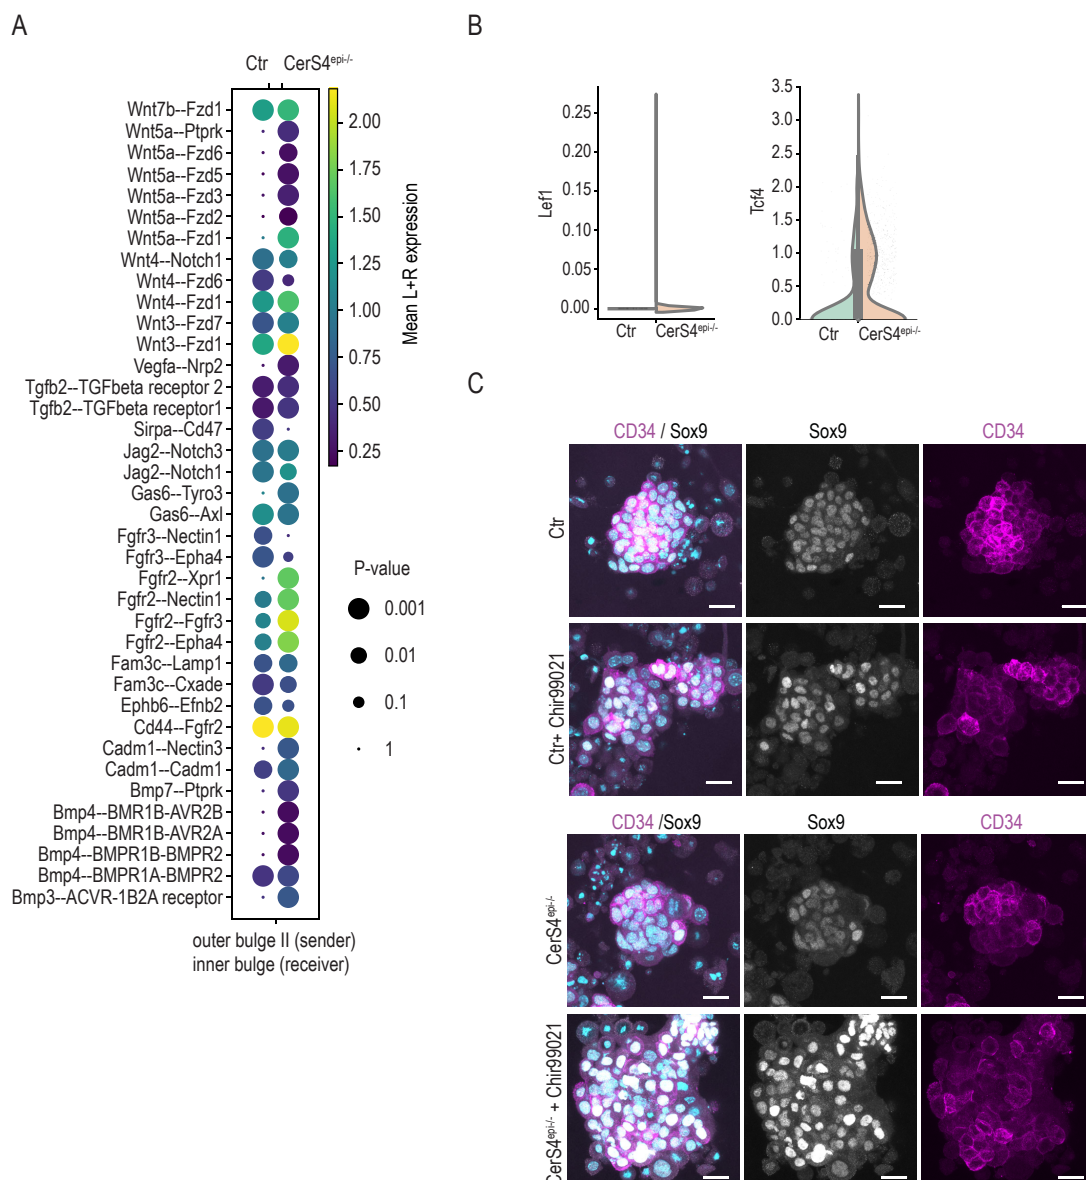 A
Ctr
CerS4epi-/-
Wnt7b--Fzd1
Wnt5a--Ptprk
Wnt5a--Fzd6
Wnt5a--Fzd5
Wnt5a--Fzd3
Wnt5a--Fzd2
Wnt5a--Fzd1
Wnt4--Notch1
Wnt4--Fzd6
Wnt4--Fzd1
Wnt3--Fzd7
Wnt3--Fzd1
Vegfa--Nrp2
Tgfb2--TGFbeta receptor 2
Tgfb2--TGFbeta receptor1
Sirpa--Cd47
Jag2--Notch3
Jag2--Notch1
Gas6--Tyro3
Gas6--Axl
Fgfr3--Nectin1
Fgfr3--Epha4
Fgfr2--Xpr1
Fgfr2--Nectin1
Fgfr2--Fgfr3
Fgfr2--Epha4
Fam3c--Lamp1
Fam3c--Cxade
Ephb6--Efnb2
Cd44--Fgfr2
Cadm1--Nectin3
Cadm1--Cadm1
Bmp7--Ptprk
Bmp4--BMR1B-AVR2B
Bmp4--BMR1B-AVR2A
Bmp4--BMPR1B-BMPR2
Bmp4--BMPR1A-BMPR2
Bmp3--ACVR-1B2A receptor
outer bulge II (sender)
inner bulge (receiver)
2.00
1.75
1.50
1.25
1.00
0.75
0.50
0.25
Mean L+R expression
P-value
0.001
0.01
0.1
1
B
Lef1
0.25
0.20
0.15
0.10
0.05
0.00
Ctr
CerS4epi-/-
Tcf4
3.5
3.0
2.5
2.0
1.5
1.0
0.5
0.0
Ctr
CerS4epi-/-
C
CD34 / Sox9
Sox9
CD34
Ctr
Ctr+ Chir99021
CD34 /Sox9
Sox9
CD34
CerS4epi-/-
CerS4epi-/- + Chir99021